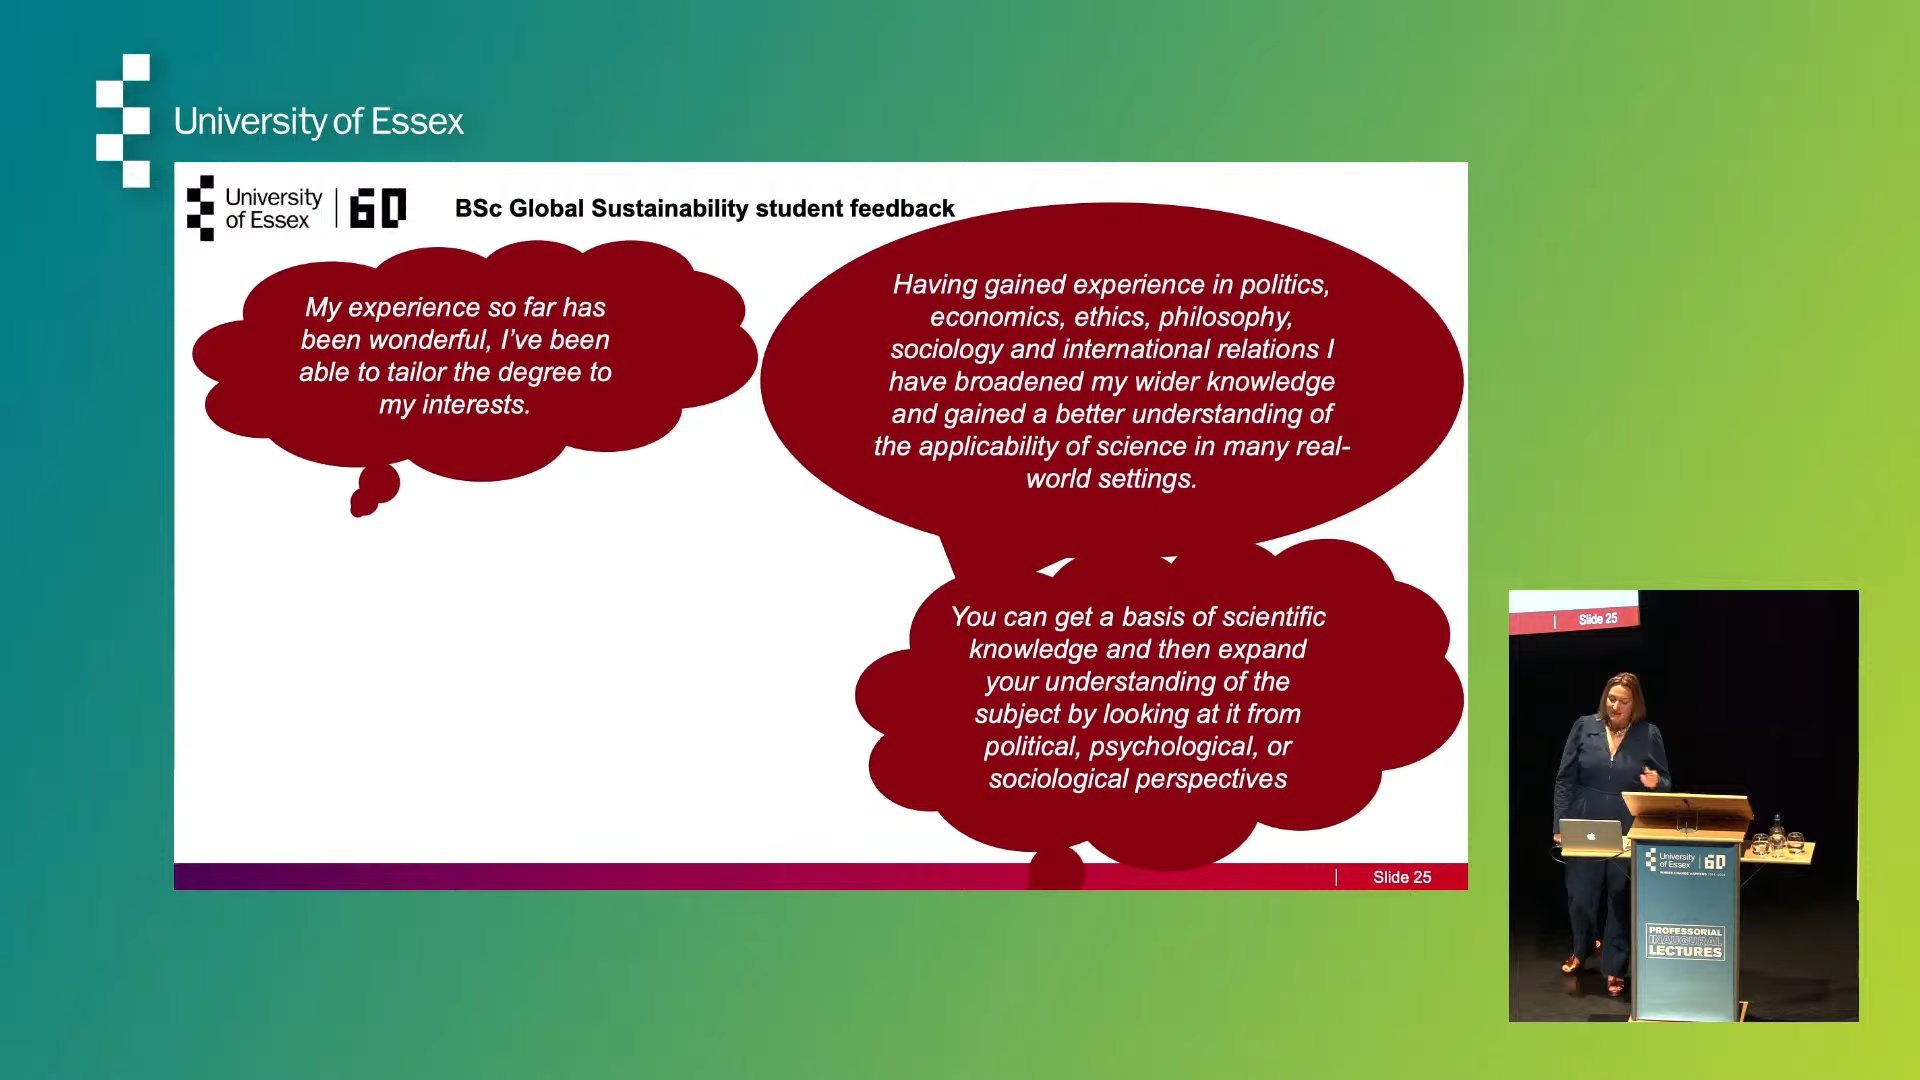 University of Essex
University
of Essex
60
BSc Global Sustainability student feedback
My experience so far has
been wonderful, I’ve been
able to tailor the degree to
my interests.
Having gained experience in politics,
economics, ethics, philosophy,
sociology and international relations I
have broadened my wider knowledge
and gained a better understanding of
the applicability of science in many real-
world settings.
You can get a basis of scientific
knowledge and then expand
your understanding of the
subject by looking at it from
political, psychological, or
sociological perspectives
Slide 25
Slide 25
University
of Essex
60
PROFESSORIAL
INAUGURAL
LECTURES